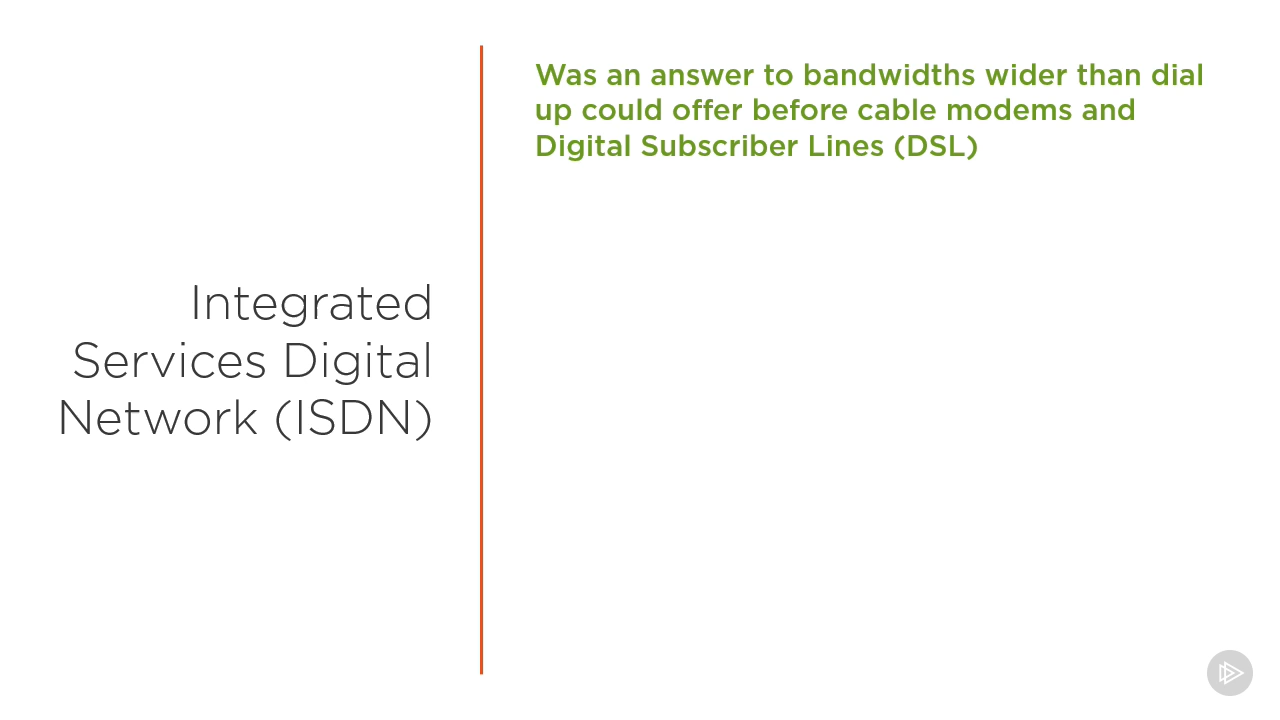 Integrated
Services Digital
Network (ISDN)
Was an answer to bandwidths wider than dial
up could offer before cable modems and
Digital Subscriber Lines (DSL)